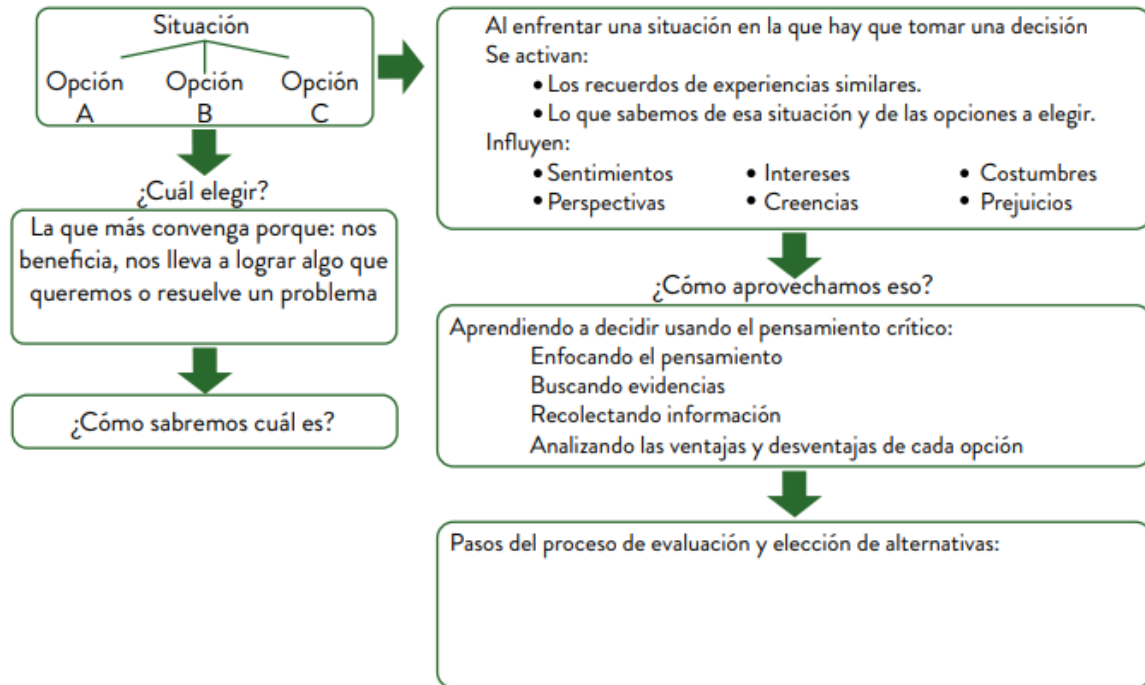 Situación
Opción A
Opción B
Opción C
¿Cuál elegir?
La que más convenga porque: nos
beneficia, nos lleva a lograr algo que
queremos o resuelve un problema
¿Cómo sabremos cuál es?
Al enfrentar una situación en la que hay que tomar una decisión
Se activan:
• Los recuerdos de experiencias similares.
• Lo que sabemos de esa situación y de las opciones a elegir.
Influyen:
• Sentimientos • Intereses • Costumbres
• Perspectivas • Creencias • Prejuicios
¿Cómo aprovechamos eso?
Aprendiendo a decidir usando el pensamiento crítico:
Enfocando el pensamiento
Buscando evidencias
Recolectando información
Analizando las ventajas y desventajas de cada opción
Pasos del proceso de evaluación y elección de alternativas: